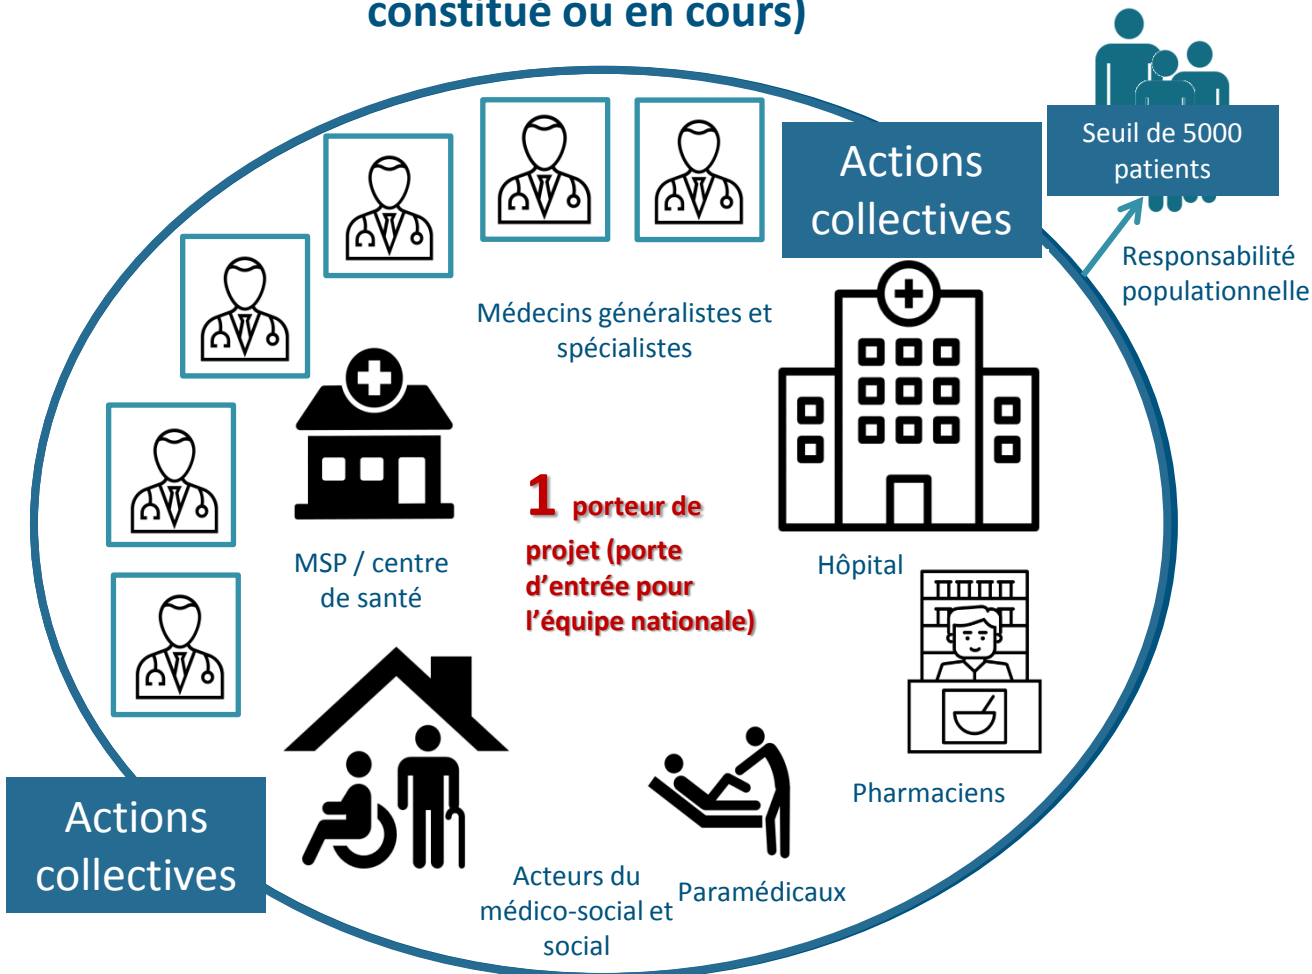 constitué ou en cours)
Seuil de 5000
patients
Actions
collectives
Responsabilité
populationnelle
Médecins généralistes et
spécialistes
1 porteur de
projet (porte
d’entrée pour
l’équipe nationale)
MSP / centre
de santé
Hôpital
Pharmaciens
Actions
collectives
Acteurs du
médico-social et
social
Paramédicaux